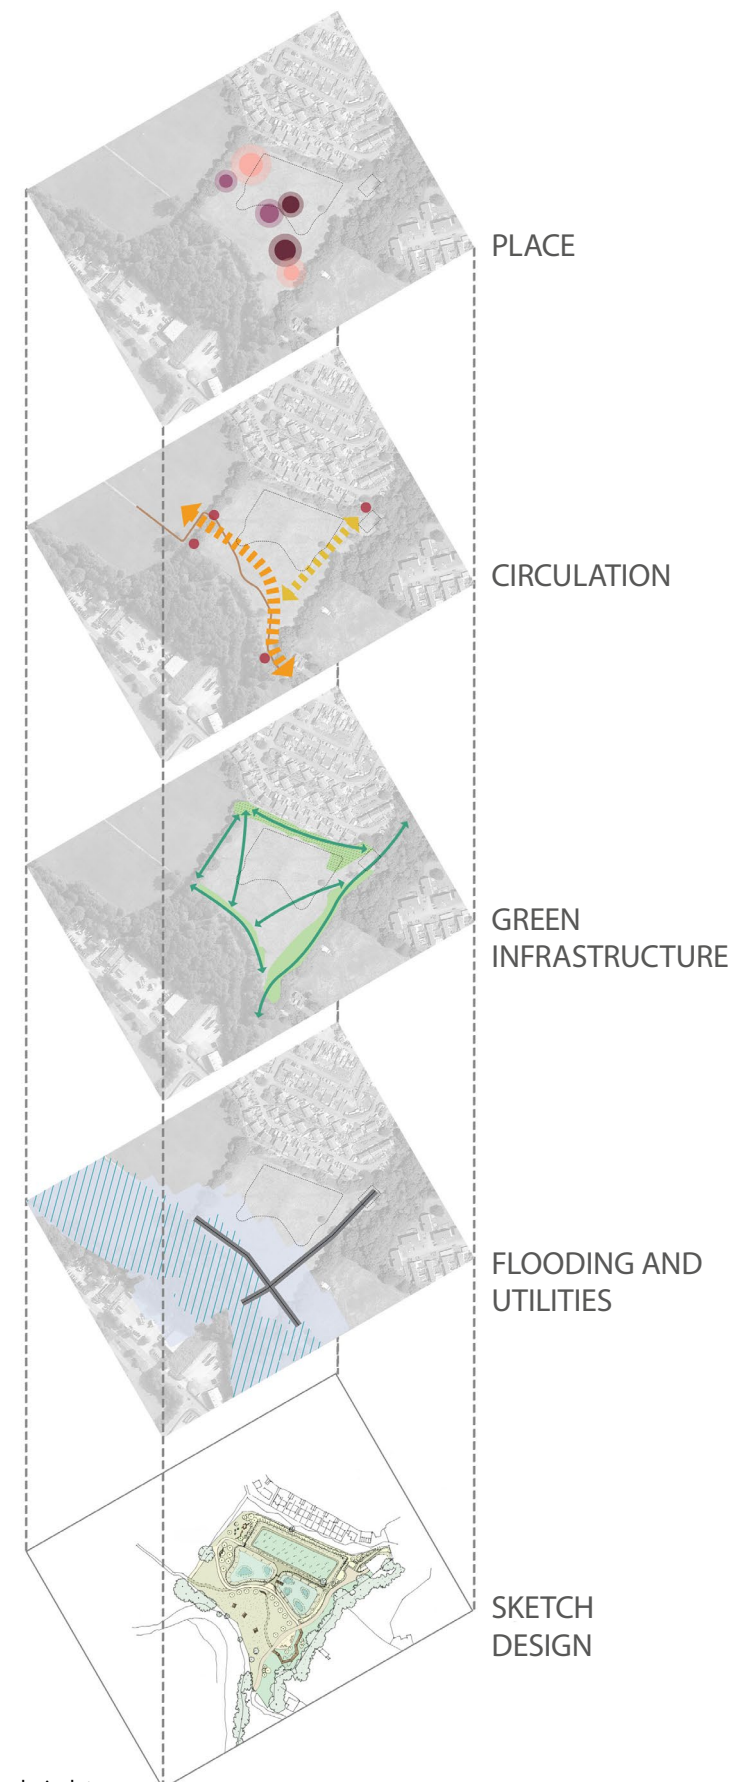 PLACE
CIRCULATION
GREEN
INFRASTRUCTURE
FLOODING AND
UTILITIES
SKETCH
DESIGN